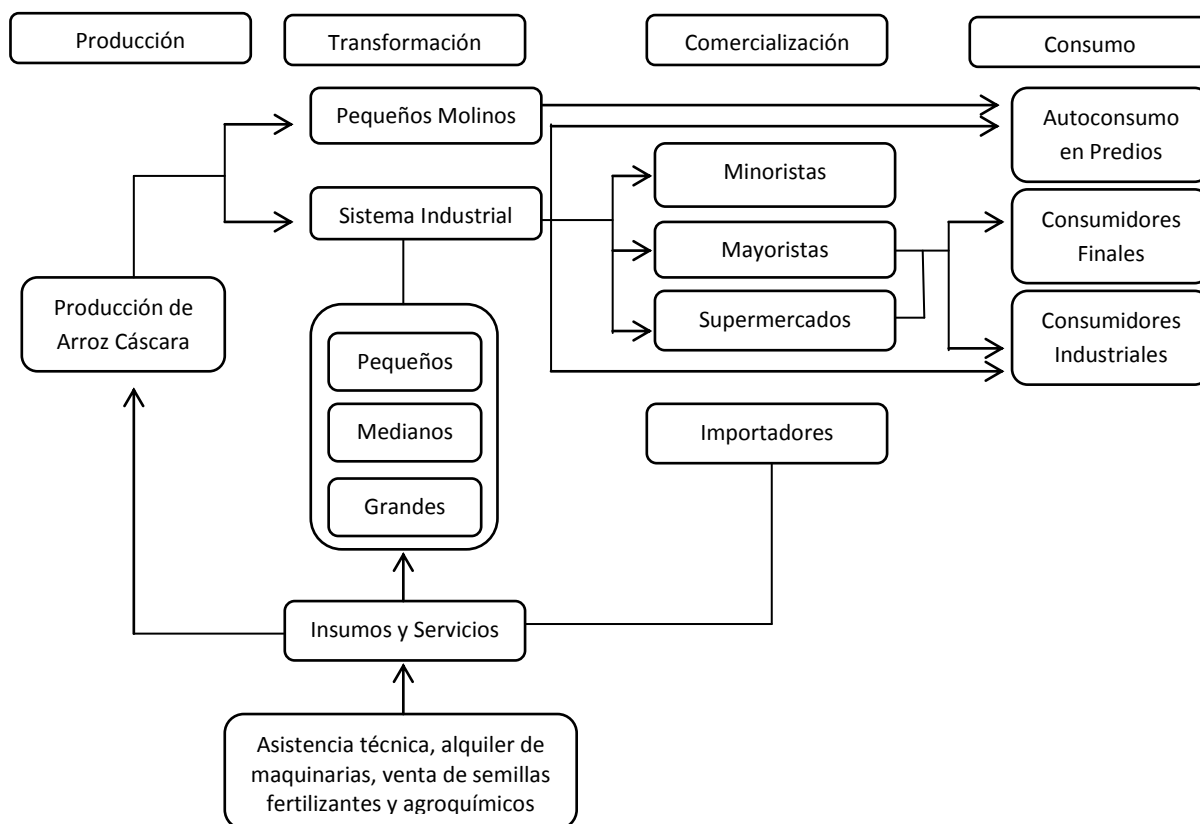 Producción
Transformación
Comercialización
Consumo
Pequeños Molinos
Autoconsumo
en Predios
Minoristas
Sistema Industrial
Consumidores
Finales
Mayoristas
Producción de
Arroz Cáscara
Supermercados
Consumidores
Industriales
Pequeños
Medianos
Importadores
Grandes
Insumos y Servicios
Asistencia técnica, alquiler de
maquinarias, venta de semillas
fertilizantes y agroquímicos